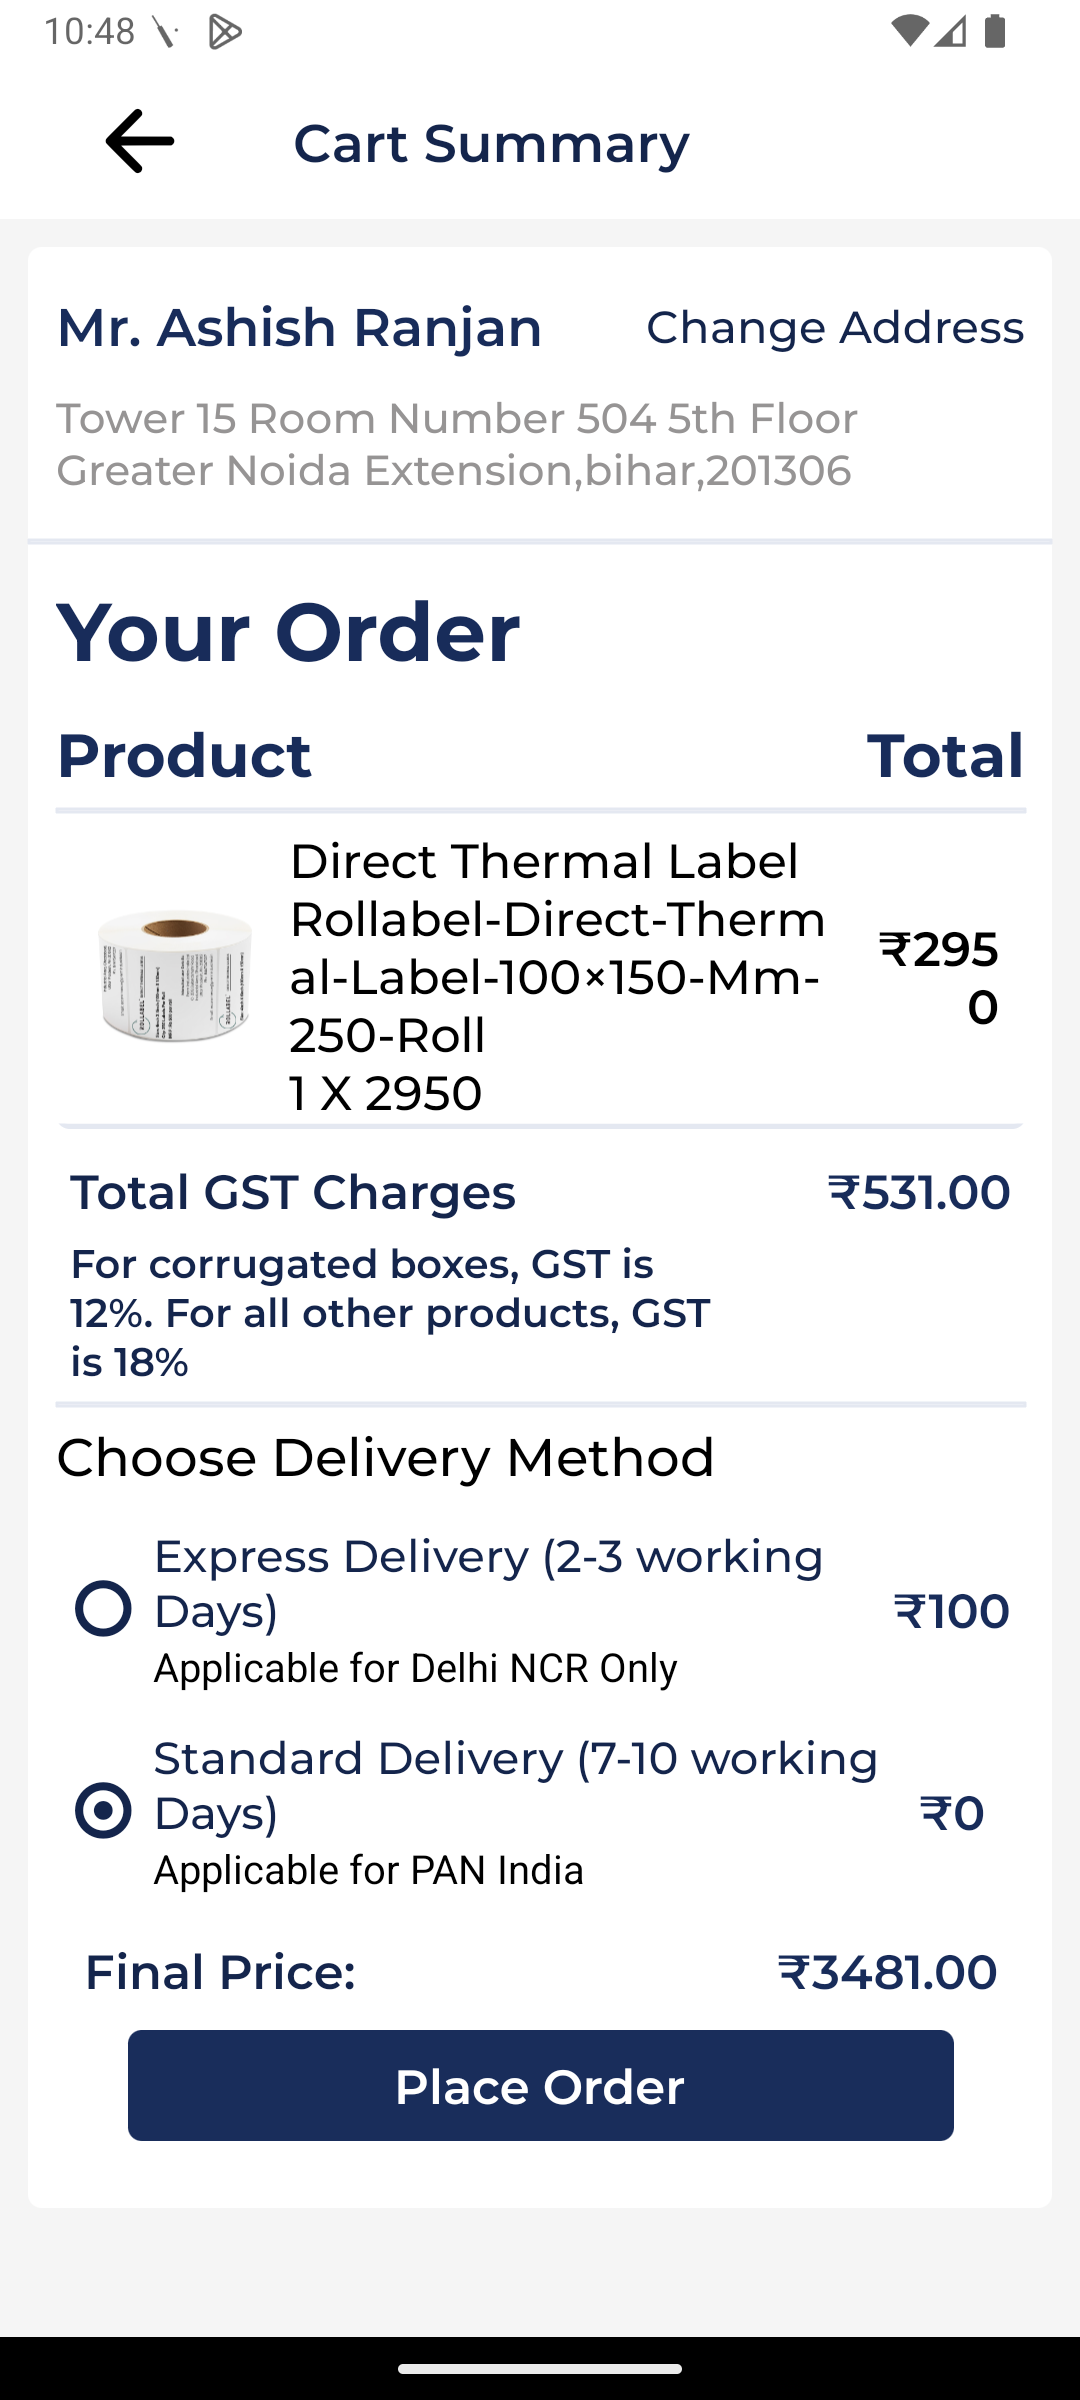 10:48
Cart Summary
Mr. Ashish Ranjan
Change Address
Tower 15 Room Number 504 5th Floor
Greater Noida Extension,bihar,201306
Your Order
Product
Total
Direct Thermal Label
Rollabel-Direct-Therm
al-Label-100×150-Mm-
250-Roll
1 X 2950
₹295
0
Total GST Charges
₹531.00
For corrugated boxes, GST is
12%. For all other products, GST
is 18%
Choose Delivery Method
Express Delivery (2-3 working
Days)
₹100
Applicable for Delhi NCR Only
Standard Delivery (7-10 working
Days)
₹0
Applicable for PAN India
Final Price:
₹3481.00
Place Order